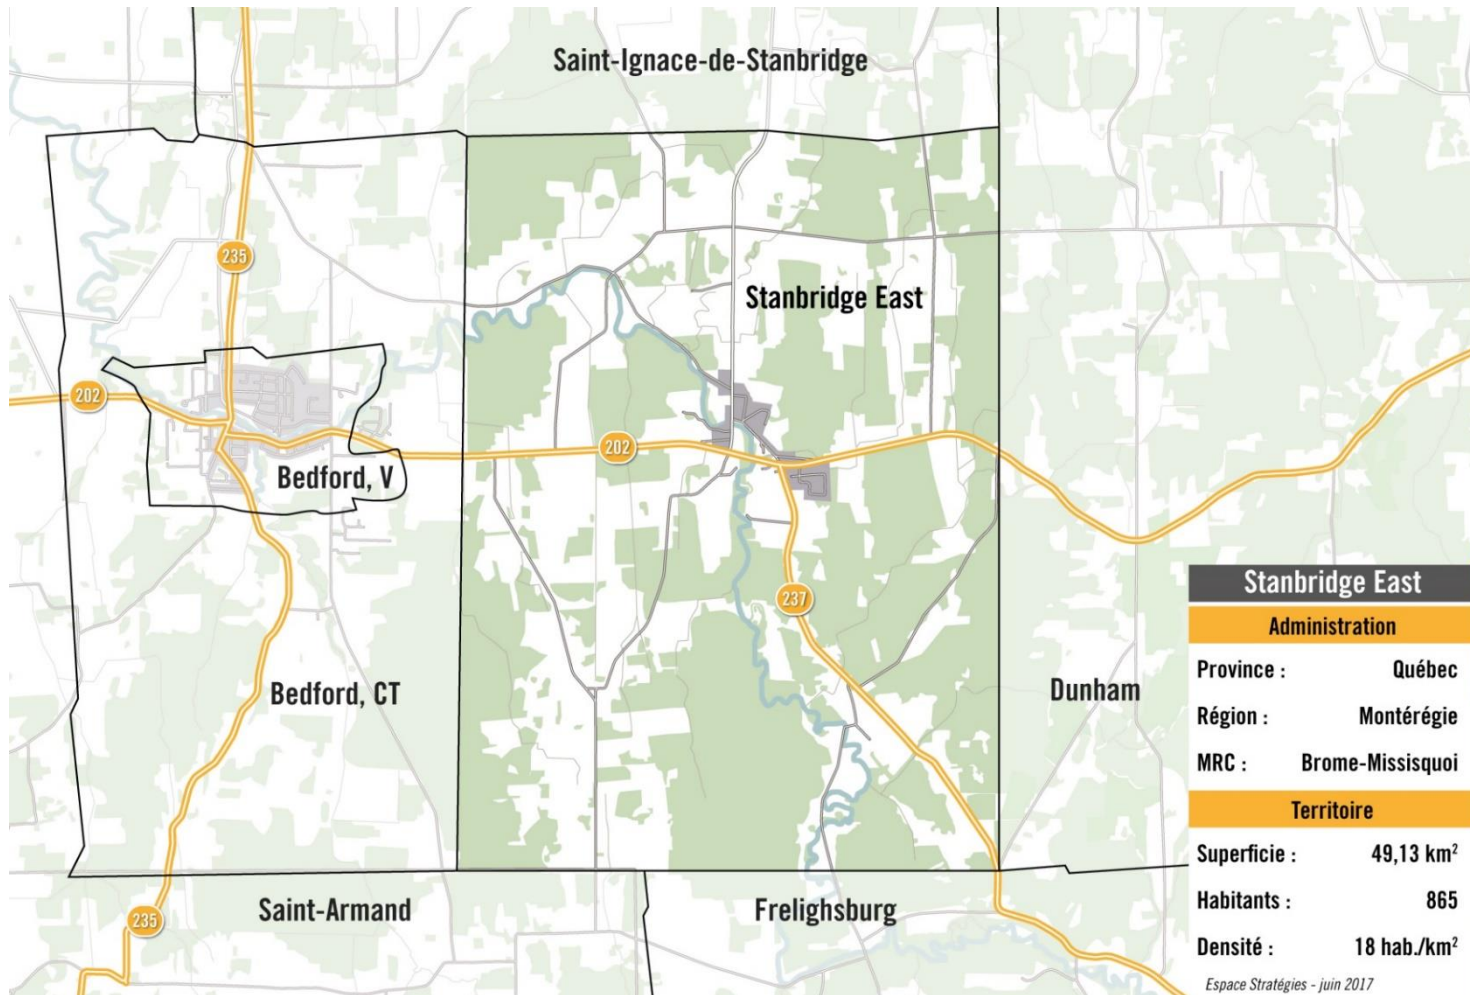 Saint-Ignace-de-Stanbridge
235
Stanbridge East
202
202
Bedford, V
237
Bedford, CT
Dunham
Saint-Armand
235
Frelighsburg
Stanbridge East
Administration
Province : Québec
Région : Montérégie
MRC : Brome-Missisquoi
Territoire
Superficie : 49,13 km²
Habitants : 865
Densité : 18 hab./km²
Espace Stratégies - juin 2017